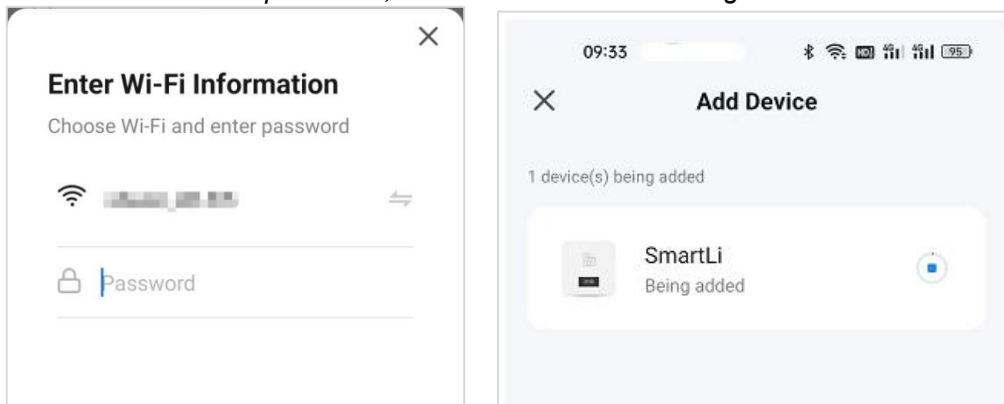 Enter Wi-Fi Information
Choose Wi-Fi and enter password
Password
09:33
Add Device
1 device(s) being added
SmartLi
Being added